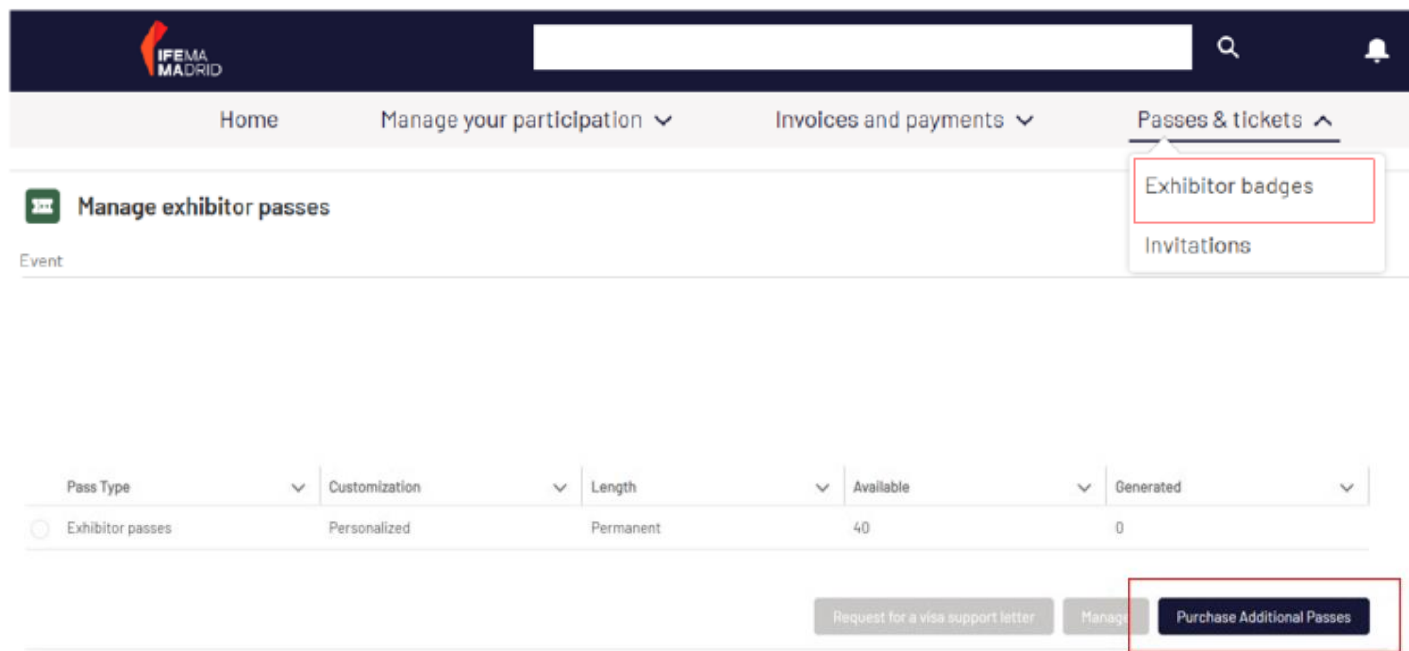 IFEMA
MADRID
Home Manage your participation Invoices and payments Passes & tickets
Exhibitor badges
Invitations
Manage exhibitor passes
Event
Pass Type Customization Length Available Generated
Exhibitor passes Personalized Permanent 40 0
Request for a visa support letter Manage Purchase Additional Passes